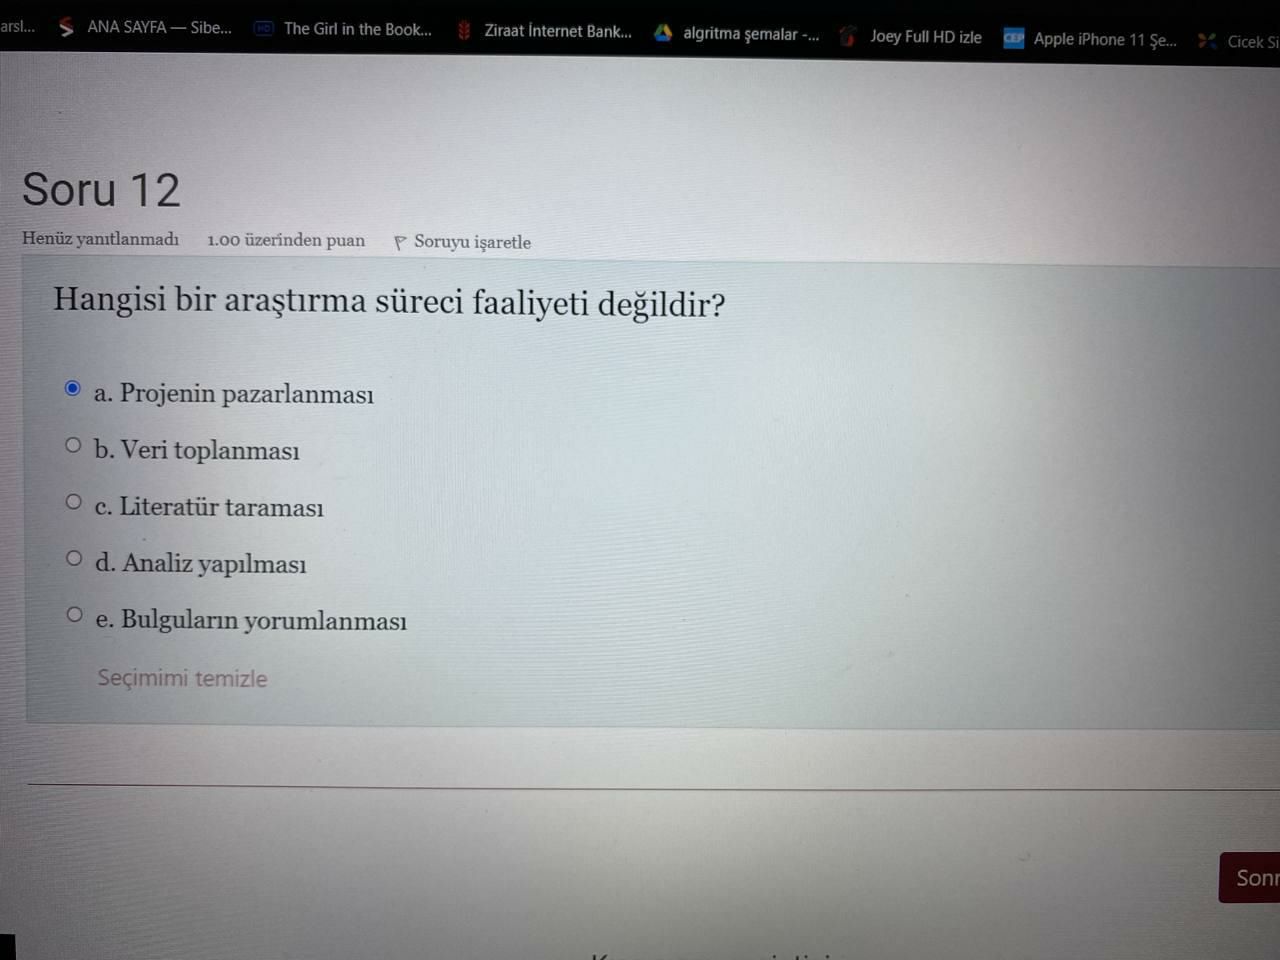 arsl... ANA SAYFA — Sibe... HD The Girl in the Book... Ziraat İnternet Bank... algritma şemalar -... Joey Full HD izle CEP Apple iPhone 11 Şe... Cicek Si
Soru 12
Henüz yanıtlanmadı 1.00 üzerinden puan Soruyu işaretle
Hangisi bir araştırma süreci faaliyeti değildir?
a. Projenin pazarlanması
b. Veri toplanması
c. Literatür taraması
d. Analiz yapılması
e. Bulguların yorumlanması
Seçimimi temizle
Sonr